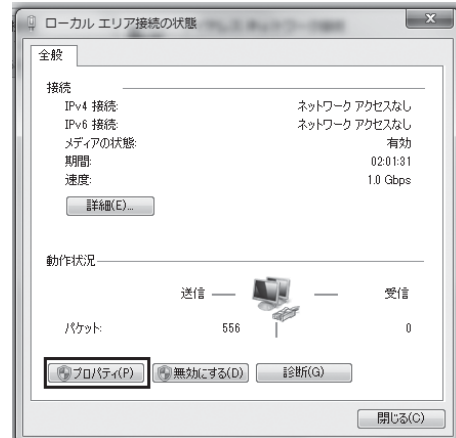 ローカル エリア接続の状態
全般
接続
IPv4 接続: ネットワーク アクセスなし
IPv6 接続: ネットワーク アクセスなし
メディアの状態: 有効
期間: 02:01:31
速度: 1.0 Gbps
詳細(E)...
動作状況
送信 受信
パケット: 556 0
プロパティ(P) 無効にする(D) 診断(G)
閉じる(C)